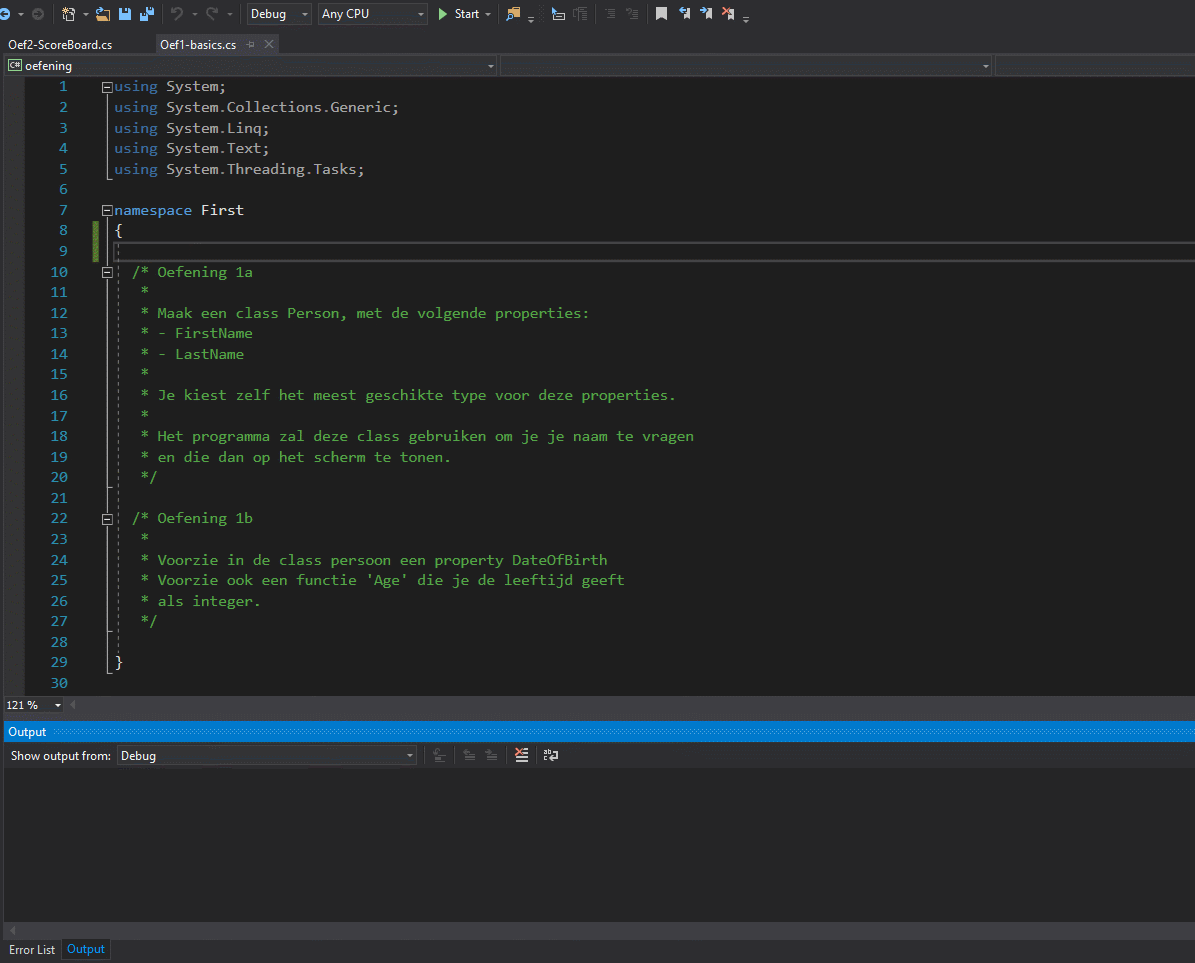 Debug Any CPU Start
Oef2-ScoreBoard.cs Oef1-basics.cs
C# oefening
1 using System;
2 using System.Collections.Generic;
3 using System.Linq;
4 using System.Text;
5 using System.Threading.Tasks;
6
7 namespace First
8 {
9
10 /* Oefening 1a
11 *
12 * Maak een class Person, met de volgende properties:
13 * - FirstName
14 * - LastName
15 *
16 * Je kiest zelf het meest geschikte type voor deze properties.
17 *
18 * Het programma zal deze class gebruiken om je je naam te vragen
19 * en die dan op het scherm te tonen.
20 */
21
22 /* Oefening 1b
23 *
24 * Voorzie in de class persoon een property DateOfBirth
25 * Voorzie ook een functie 'Age' die je de leeftijd geeft
26 * als integer.
27 */
28
29 }
30
121 %
Output
Show output from: Debug
Error List Output